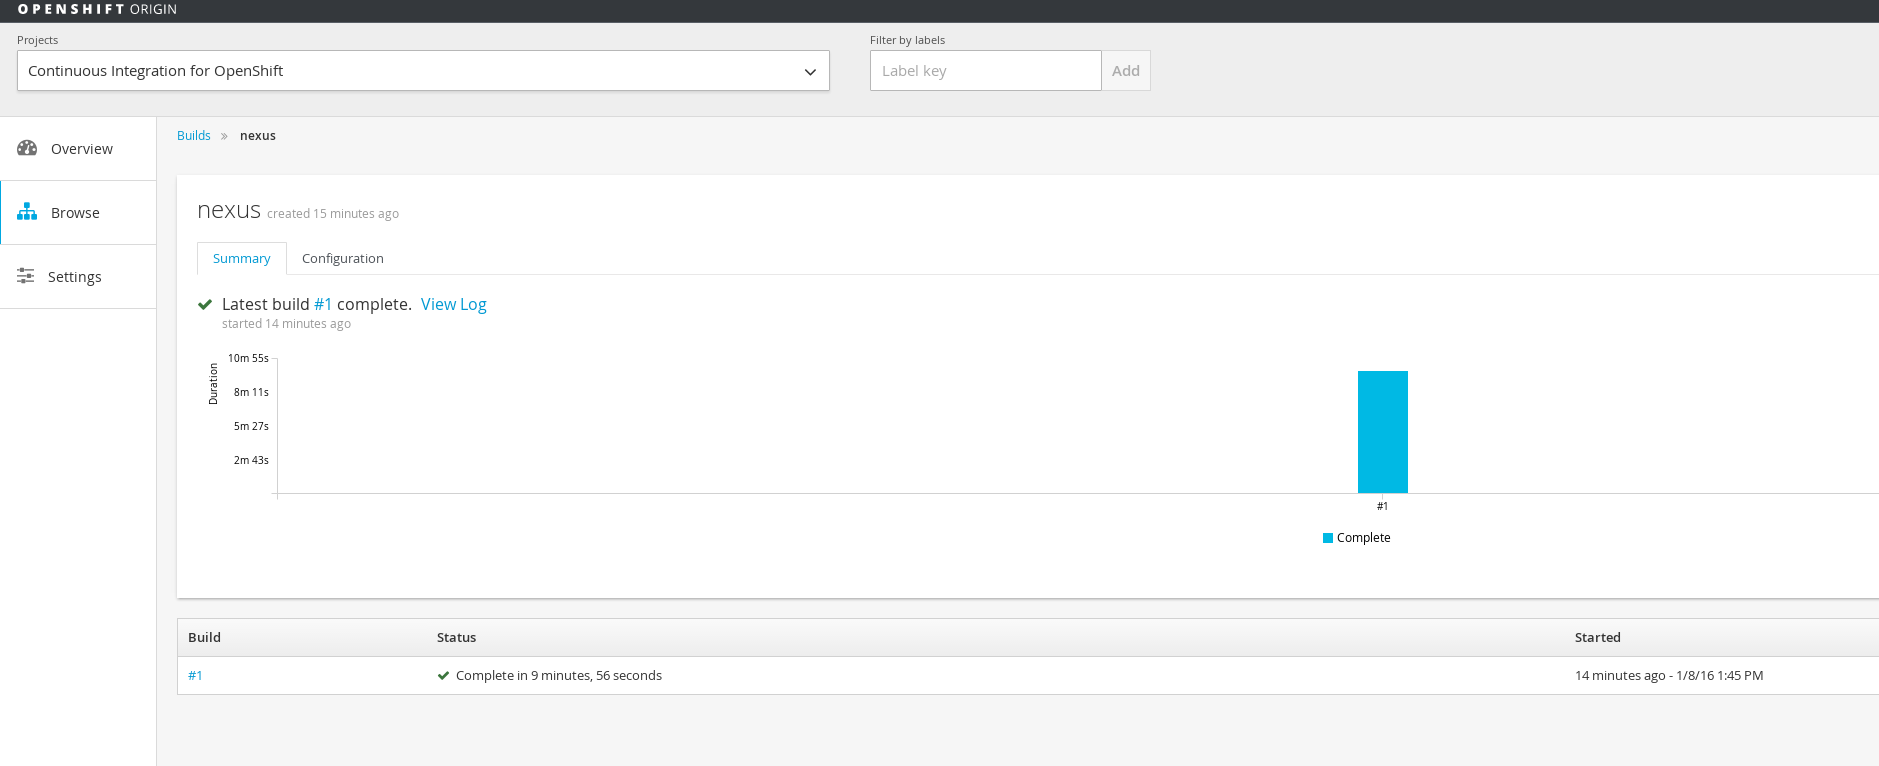 OPENSHIFT ORIGIN
Projects
Filter by labels
Continuous Integration for OpenShift
Label key
Add
Overview
Browse
Settings
Builds » nexus
nexus created 15 minutes ago
Summary
Configuration
Latest build #1 complete. View Log
started 14 minutes ago
Duration
10m 55s
8m 11s
5m 27s
2m 43s
#1
Complete
Build Status Started
#1 Complete in 9 minutes, 56 seconds 14 minutes ago - 1/8/16 1:45 PM